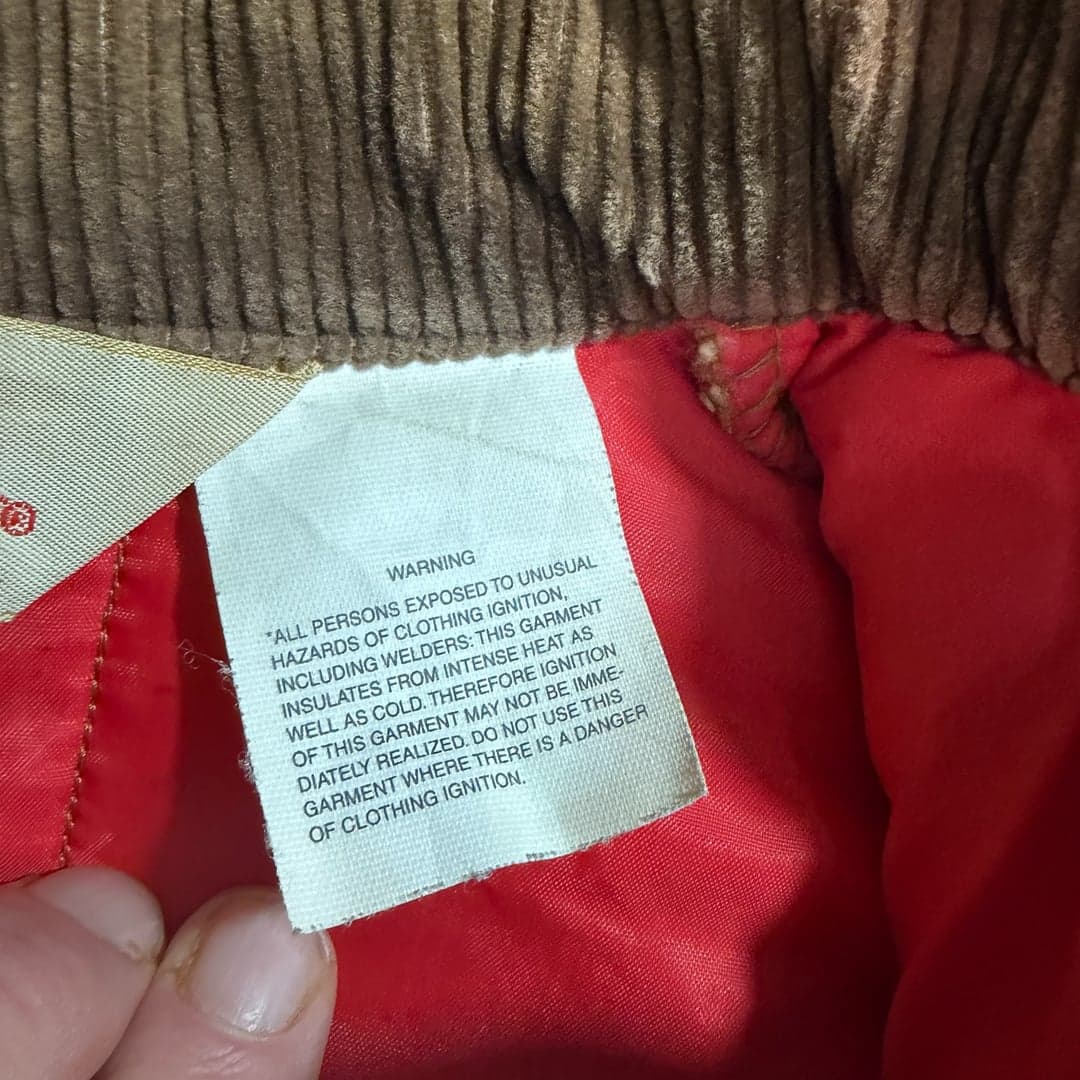 WARNING
*ALL PERSONS EXPOSED TO UNUSUAL
HAZARDS OF CLOTHING IGNITION,
INCLUDING WELDERS: THIS GARMENT
INSULATES FROM INTENSE HEAT AS
WELL AS COLD. THEREFORE IGNITION
OF THIS GARMENT MAY NOT BE IMME-
DIATELY REALIZED. DO NOT USE THIS
GARMENT WHERE THERE IS A DANGER
OF CLOTHING IGNITION.
®